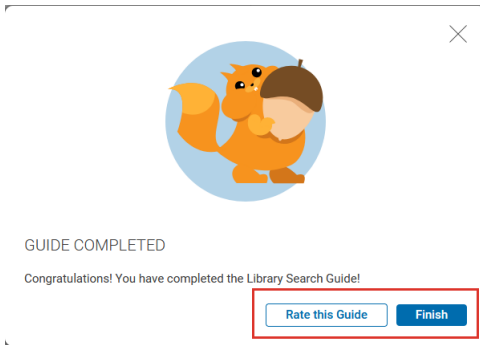 GUIDE COMPLETED
Congratulations! You have completed the Library Search Guide!
Rate this Guide
Finish